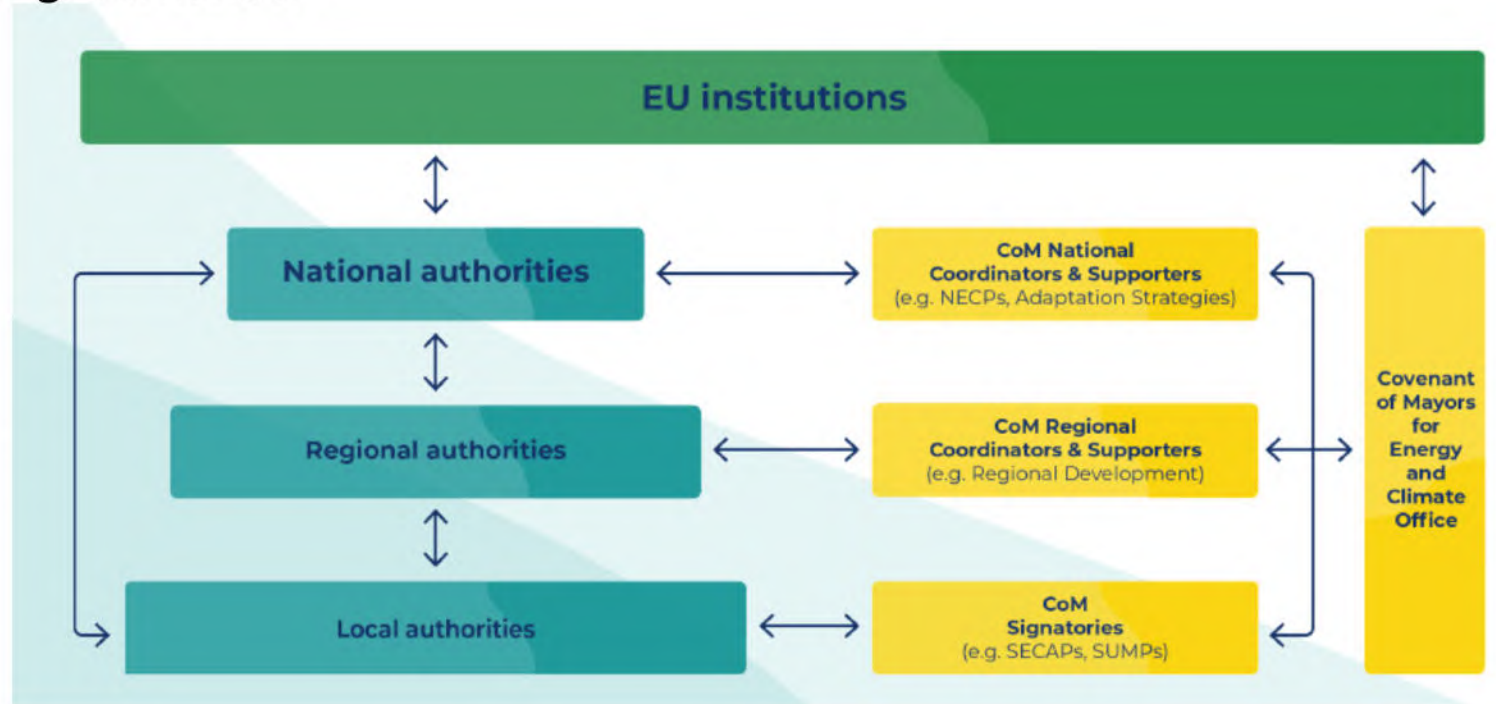 EU institutions
National authorities
CoM National
Coordinators & Supporters
(e.g. NECPs, Adaptation Strategies)
Regional authorities
CoM Regional
Coordinators & Supporters
(e.g. Regional Development)
Local authorities
CoM
Signatories
(e.g. SECAPs, SUMPs)
Covenant
of Mayors
for
Energy
and
Climate
Office